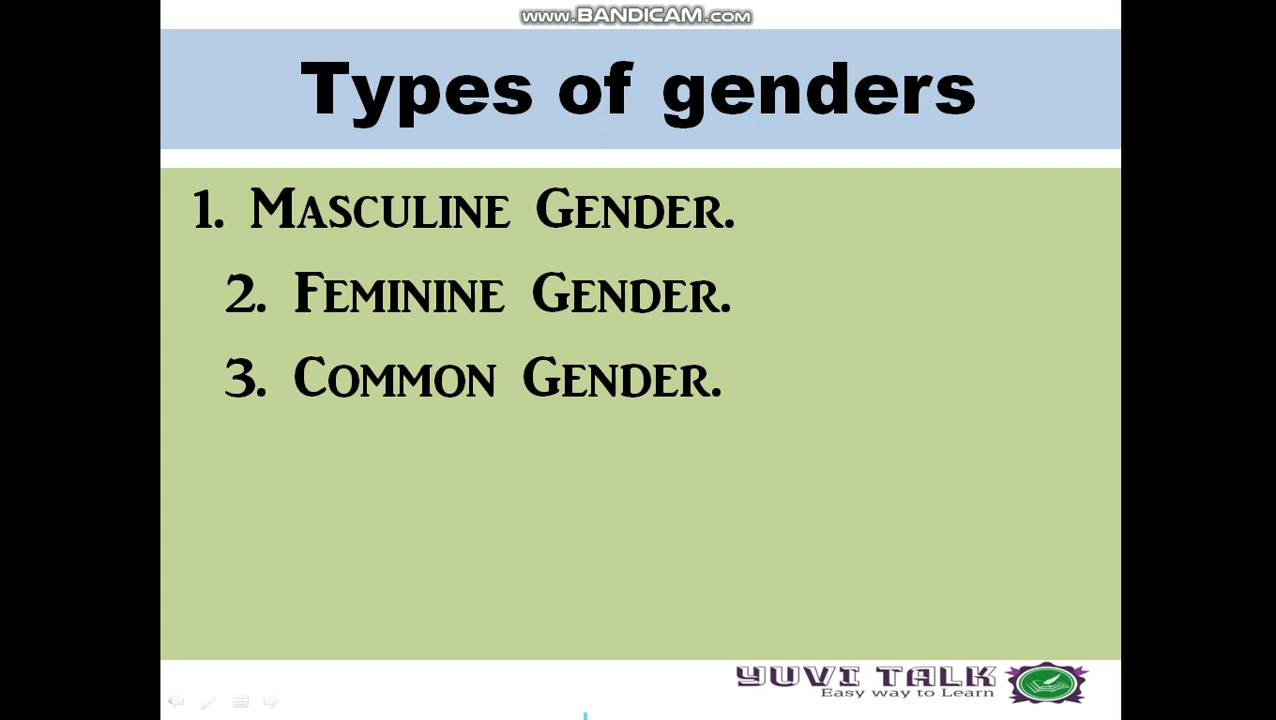 www.BANDICAM.com
Types of genders
1. Masculine Gender.
2. Feminine Gender.
3. Common Gender.
YUVI TALK
Easy way to Learn